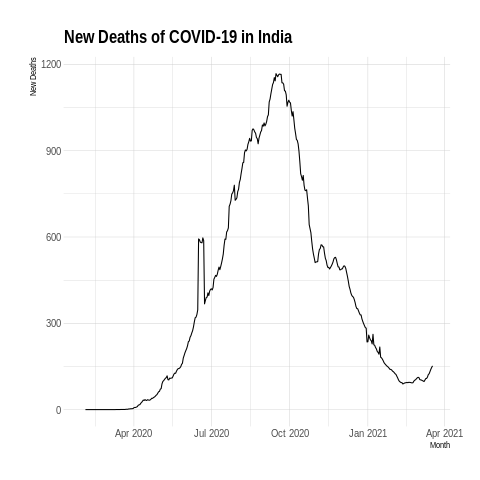 New Deaths of COVID-19 in India
New Deaths
1200
900
600
300
0
Apr 2020 Jul 2020 Oct 2020 Jan 2021 Apr 2021
Month